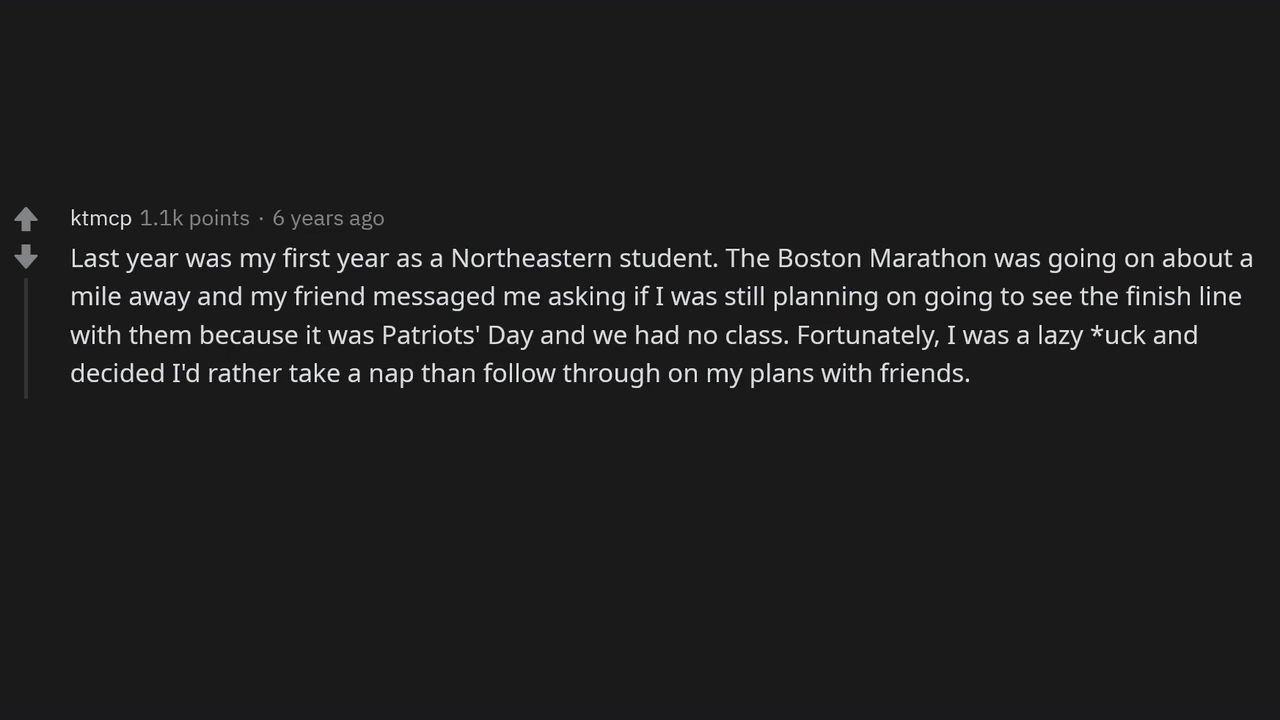 ktmcp 1.1k points · 6 years ago
Last year was my first year as a Northeastern student. The Boston Marathon was going on about a
mile away and my friend messaged me asking if I was still planning on going to see the finish line
with them because it was Patriots' Day and we had no class. Fortunately, I was a lazy *uck and
decided I'd rather take a nap than follow through on my plans with friends.